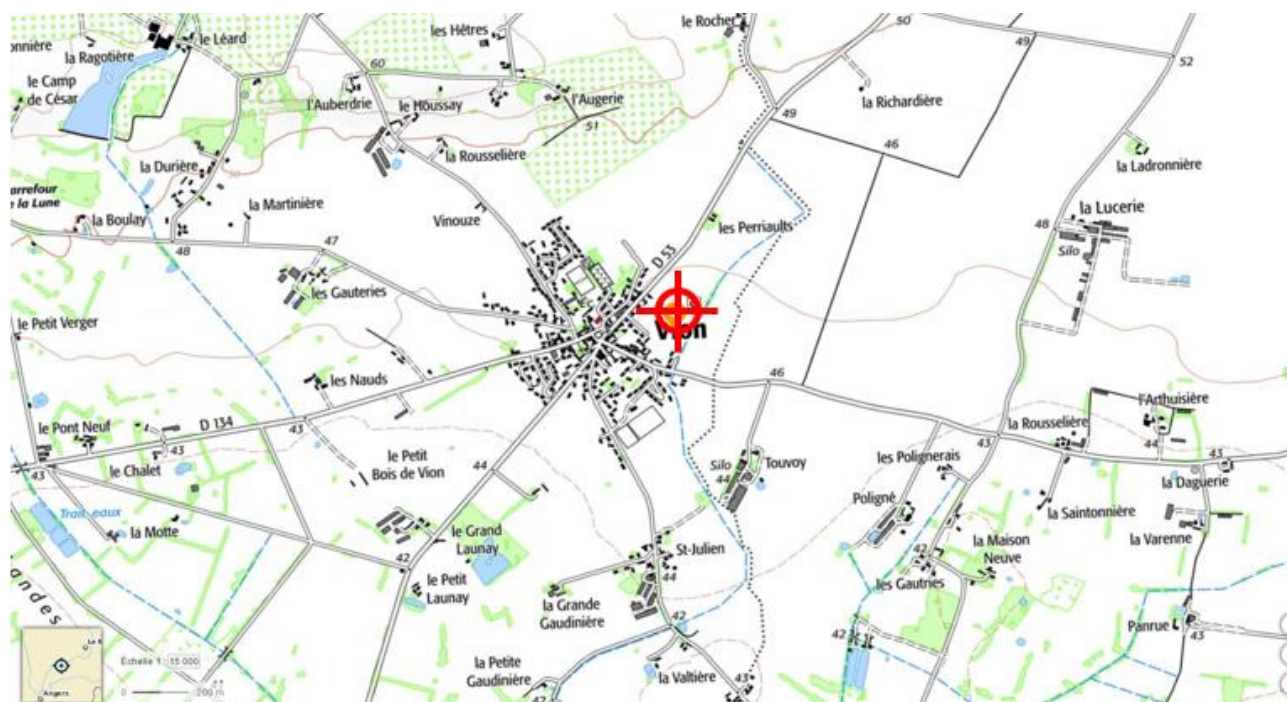 le Rocher
50
les Hêtres
49
le Léard
onnière
la Ragotière
60
52
le Camp
de César
l'Auberdrie
le Houssay
l'Augerie
la Richardière
49
51
46
la Rousselière
la Durière
la Ladronnière
arrefour
e la Lune
la Martinière
la Lucerie
la Boulay
Vinouze
les Perriaults
48
48
47
D 53
Silo
les Gauteries
le Petit Verger
Vion
les Nauds
46
l'Arthuisière
D 134
la Rousselière
le Pont Neuf
43
43
44
43
43
le Chalet
le Petit
Bois de Vion
44
Silo
44
Touvoy
les Polignerais
43
la Daguerie
Poligné
la Saintonnière
Trait. eaux
la Motte
le Grand
Launay
St-Julien
la Maison
Neuve
la Varenne
42
42
andes
le Petit
Launay
44
les Gautries
la Grande
Gaudinière
42
42
Panrue
43
Échelle 1 : 15 000
la Petite
Gaudinière
la Valtière
43
Angers
200 m
42